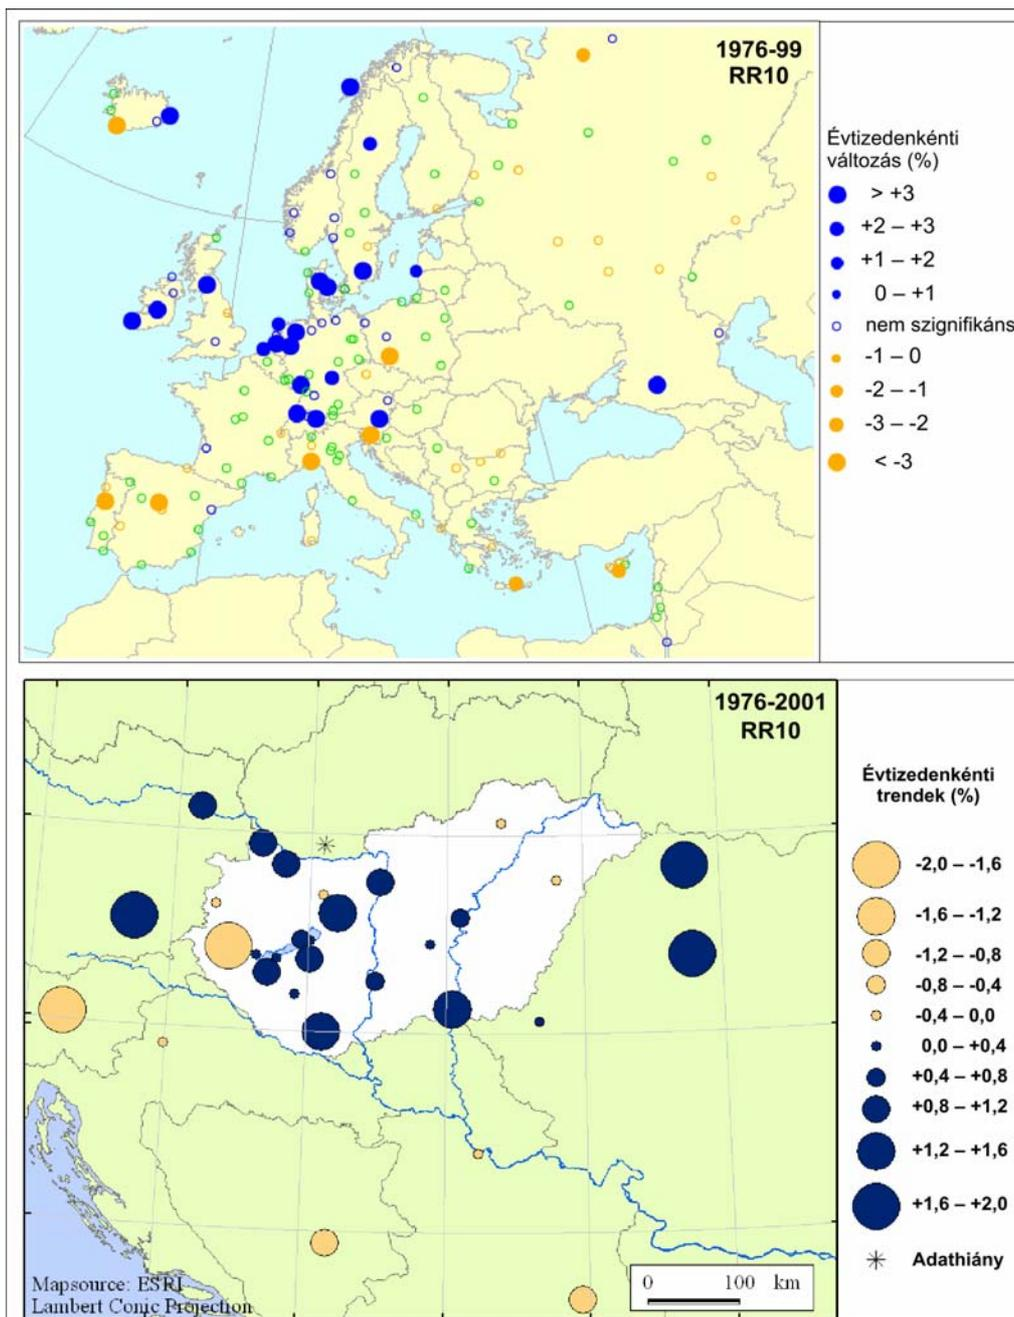 1976-99
RR10
Évtizedenkénti
változás (%)
> +3
+2 – +3
+1 – +2
0 – +1
nem szignifikáns
-1 – 0
-2 – -1
-3 – -2
< -3
1976-2001
RR10
Évtizedenkénti
trendek (%)
-2,0 – -1,6
-1,6 – -1,2
-1,2 – -0,8
-0,8 – -0,4
-0,4 – 0,0
0,0 – +0,4
+0,4 – +0,8
+0,8 – +1,2
+1,2 – +1,6
+1,6 – +2,0
Adathiány
Mapsource: ESRI
Lambert Conic Projection
0 100 km